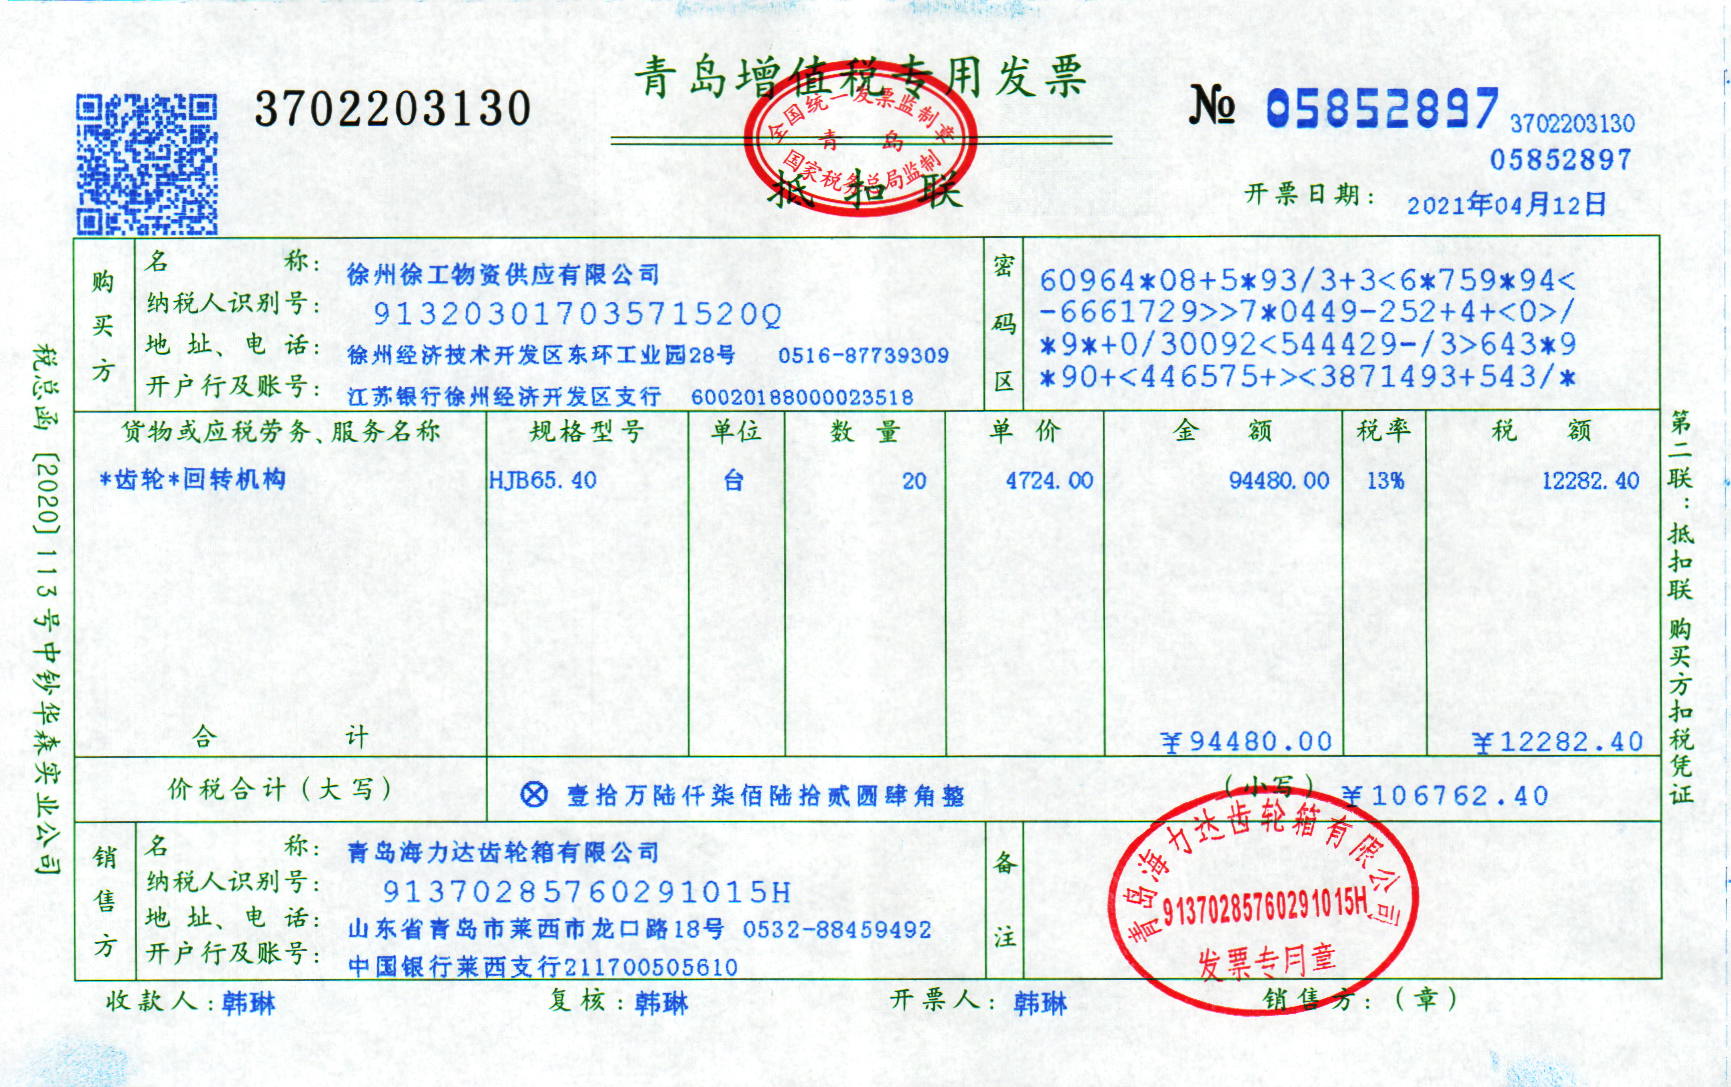 青岛增值税专用发票
3702203130
№ 05852897
3702203130
05852897
全国统一发票监制章
青 岛
国家税务总局监制
抵 扣 联
开票日期: 2021年04月12日
购买方
名 称: 徐州徐工物资供应有限公司
纳税人识别号: 91320301703571520Q
地 址、电 话: 徐州经济技术开发区东环工业园28号 0516-87739309
开户行及账号: 江苏银行徐州经济开发区支行 60020188000023518
密码区
60964*08+5*93/3+3<6*759*94<
-6661729>>7*0449-252+4+<0>/
*9*+0/30092<544429-/3>643*9
*90+<446575+><3871493+543/*
货物或应税劳务、服务名称 规格型号 单位 数 量 单 价 金 额 税率 税 额
*齿轮*回转机构 HJB65.40 台 20 4724.00 94480.00 13% 12282.40
合 计 ¥94480.00 ¥12282.40
价税合计(大写) ⊗ 壹拾万陆仟柒佰陆拾贰圆肆角整 (小写) ¥106762.40
销售方
名 称: 青岛海力达齿轮箱有限公司
纳税人识别号: 91370285760291015H
地 址、电 话: 山东省青岛市莱西市龙口路18号 0532-88459492
开户行及账号: 中国银行莱西支行211700505610
备注
青岛海力达齿轮箱有限公司
91370285760291015H
发票专用章
收款人:韩琳 复核:韩琳 开票人:韩琳 销售方:(章)
税总函[2020]113号中钞华森实业公司
第二联:抵扣联 购买方扣税凭证